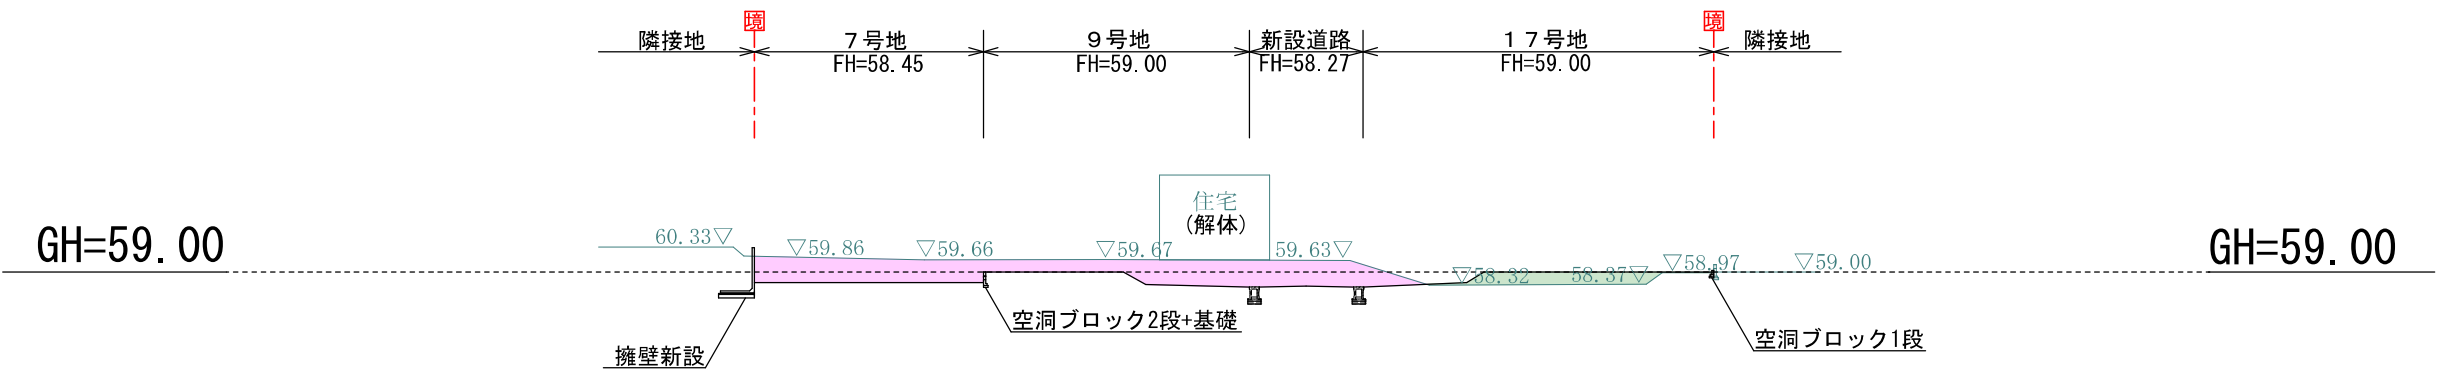 境 境
隣接地 7号地 9号地 新設道路 17号地 隣接地
FH=58.45 FH=59.00 FH=58.27 FH=59.00
住宅
(解体)
60.33▽ ▽59.86 ▽59.66 ▽59.67 59.63▽ ▽58.97 ▽59.00
GH=59.00 GH=59.00
▽58.32 58.37▽
空洞ブロック2段+基礎
空洞ブロック1段
擁壁新設